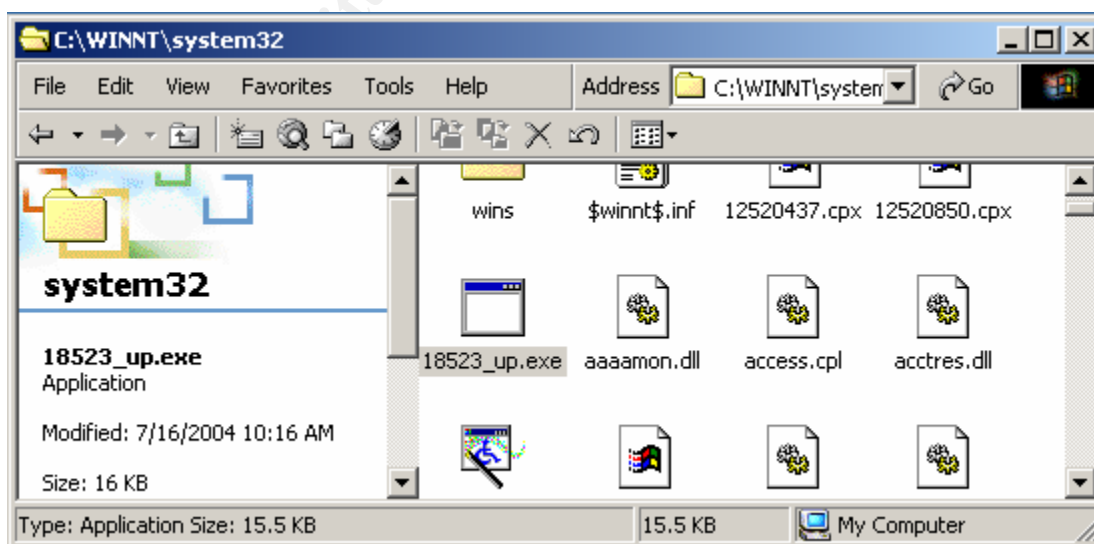 C:\WINNT\system32
File Edit View Favorites Tools Help Address C:\WINNT\system Go
wins $winnt$.inf 12520437.cpx 12520850.cpx
system32
18523_up.exe
Application
Modified: 7/16/2004 10:16 AM
Size: 16 KB
18523_up.exe aaaamon.dll access.cpl acctres.dll
Type: Application Size: 15.5 KB 15.5 KB My Computer